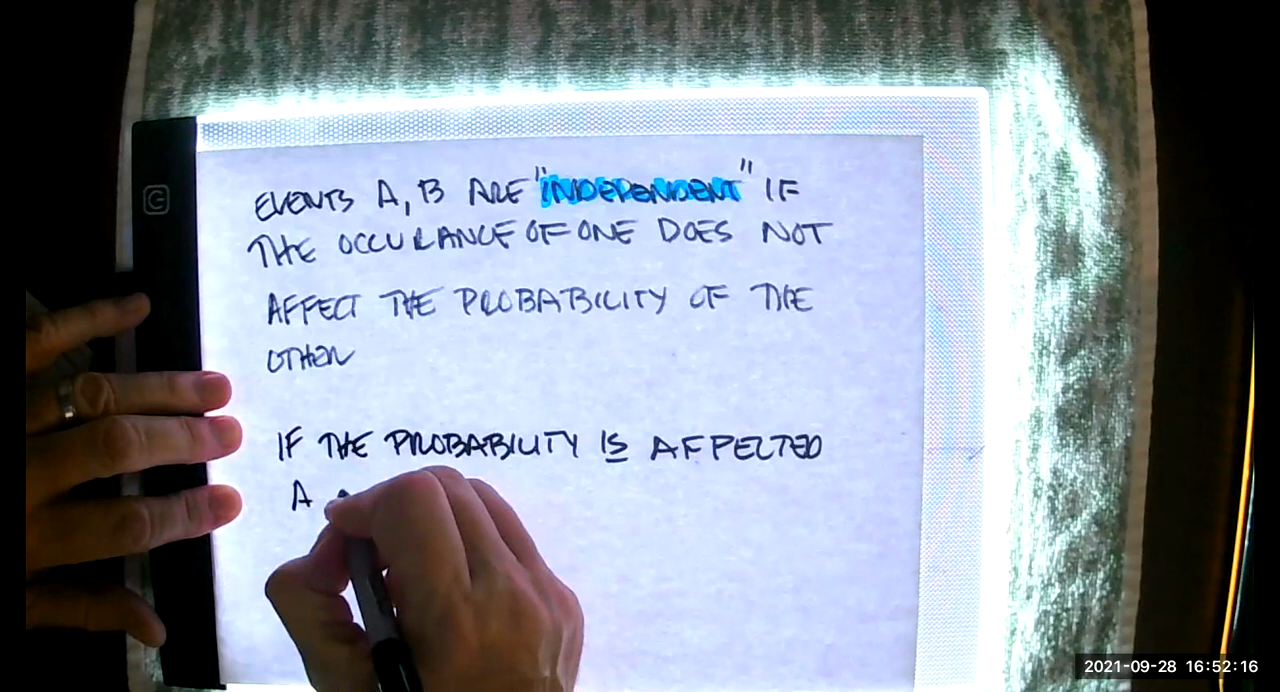 EVENTS A, B ARE "INDEPENDENT" IF
THE OCCURANCE OF ONE DOES NOT
AFFECT THE PROBABILITY OF THE
OTHER
IF THE PROBABILITY IS AFFECTED
A
2021-09-28 16:52:16